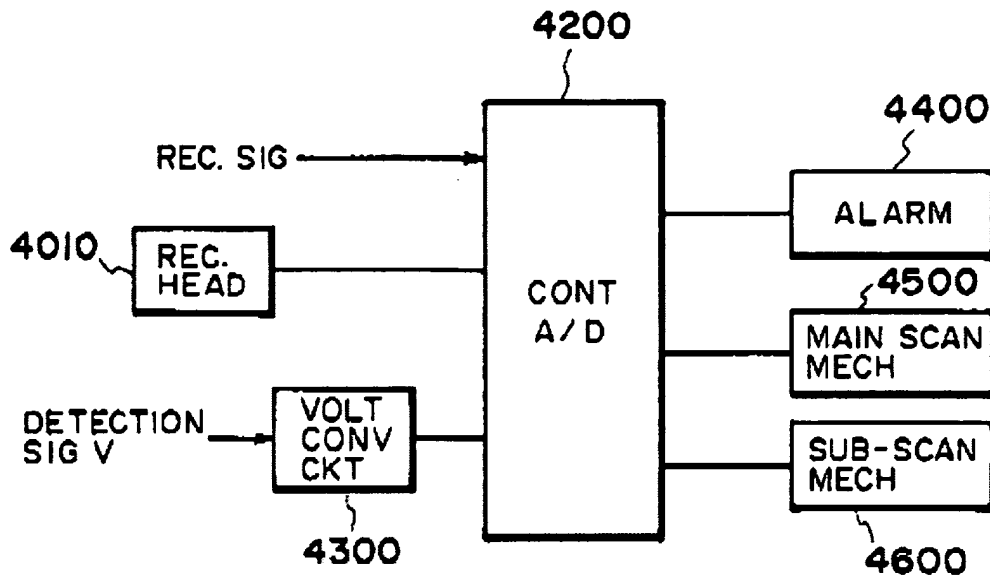 4200
4400
REC. SIG
ALARM
4010
REC.
HEAD
CONT
A/D
4500
MAIN SCAN
MECH
DETECTION
SIG V
VOLT
CONV
CKT
SUB-SCAN
MECH
4300
4600